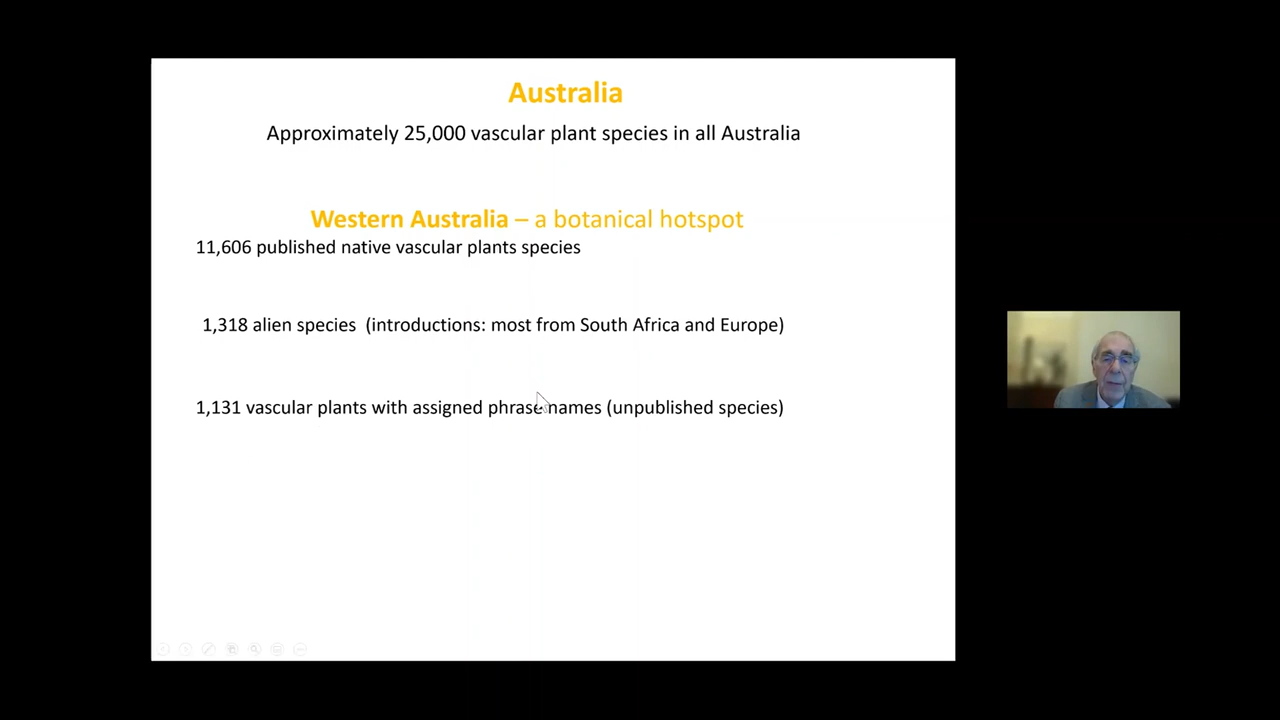 Australia
Approximately 25,000 vascular plant species in all Australia
Western Australia – a botanical hotspot
11,606 published native vascular plants species
1,318 alien species (introductions: most from South Africa and Europe)
1,131 vascular plants with assigned phrase names (unpublished species)